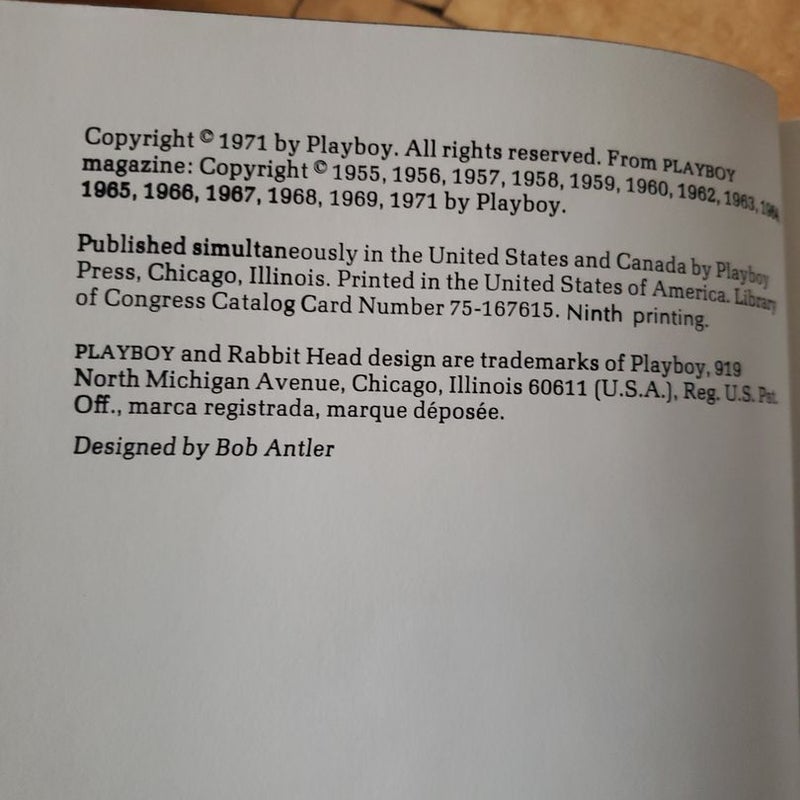 Copyright © 1971 by Playboy. All rights reserved. From PLAYBOY
magazine: Copyright © 1955, 1956, 1957, 1958, 1959, 1960, 1962, 1963, 1964,
1965, 1966, 1967, 1968, 1969, 1971 by Playboy.
Published simultaneously in the United States and Canada by Playboy
Press, Chicago, Illinois. Printed in the United States of America. Library
of Congress Catalog Card Number 75-167615. Ninth printing.
PLAYBOY and Rabbit Head design are trademarks of Playboy, 919
North Michigan Avenue, Chicago, Illinois 60611 (U.S.A.), Reg. U.S. Pat.
Off., marca registrada, marque déposée.
Designed by Bob Antler